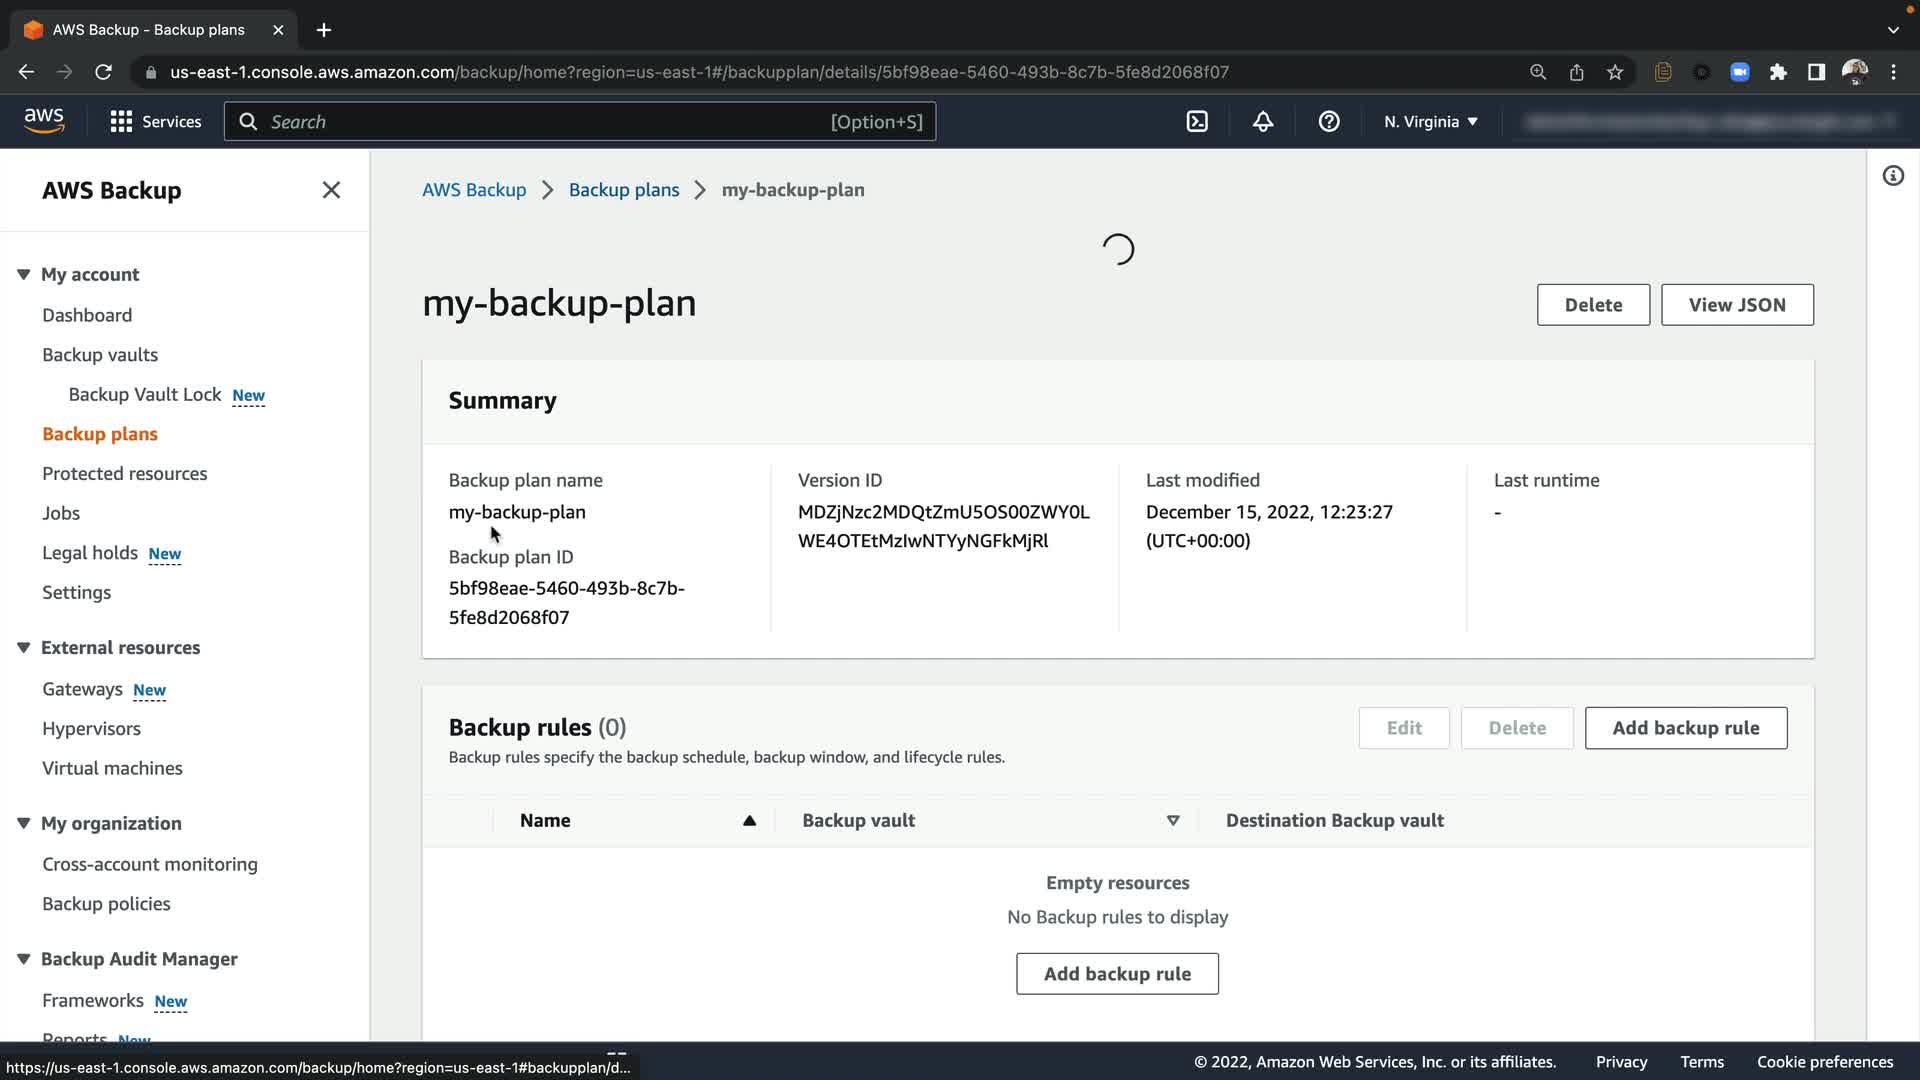 AWS Backup - Backup plans
us-east-1.console.aws.amazon.com/backup/home?region=us-east-1#/backupplan/details/5bf98eae-5460-493b-8c7b-5fe8d2068f07
aws
Services
Search
[Option+S]
N. Virginia
AWS Backup
AWS Backup
Backup plans
my-backup-plan
my-backup-plan
Delete
View JSON
My account
Dashboard
Backup vaults
Backup Vault Lock New
Backup plans
Protected resources
Jobs
Legal holds New
Settings
External resources
Gateways New
Hypervisors
Virtual machines
My organization
Cross-account monitoring
Backup policies
Backup Audit Manager
Frameworks New
Reports New
Summary
Backup plan name
my-backup-plan
Backup plan ID
5bf98eae-5460-493b-8c7b-
5fe8d2068f07
Version ID
MDZjNzc2MDQtZmU5OS00ZWY0L
WE4OTEtMzIwNTYyNGFkMjRl
Last modified
December 15, 2022, 12:23:27
(UTC+00:00)
Last runtime
-
Backup rules (0)
Backup rules specify the backup schedule, backup window, and lifecycle rules.
Edit
Delete
Add backup rule
Name
Backup vault
Destination Backup vault
Empty resources
No Backup rules to display
Add backup rule
https://us-east-1.console.aws.amazon.com/backup/home?region=us-east-1#backupplan/d...
© 2022, Amazon Web Services, Inc. or its affiliates.
Privacy
Terms
Cookie preferences